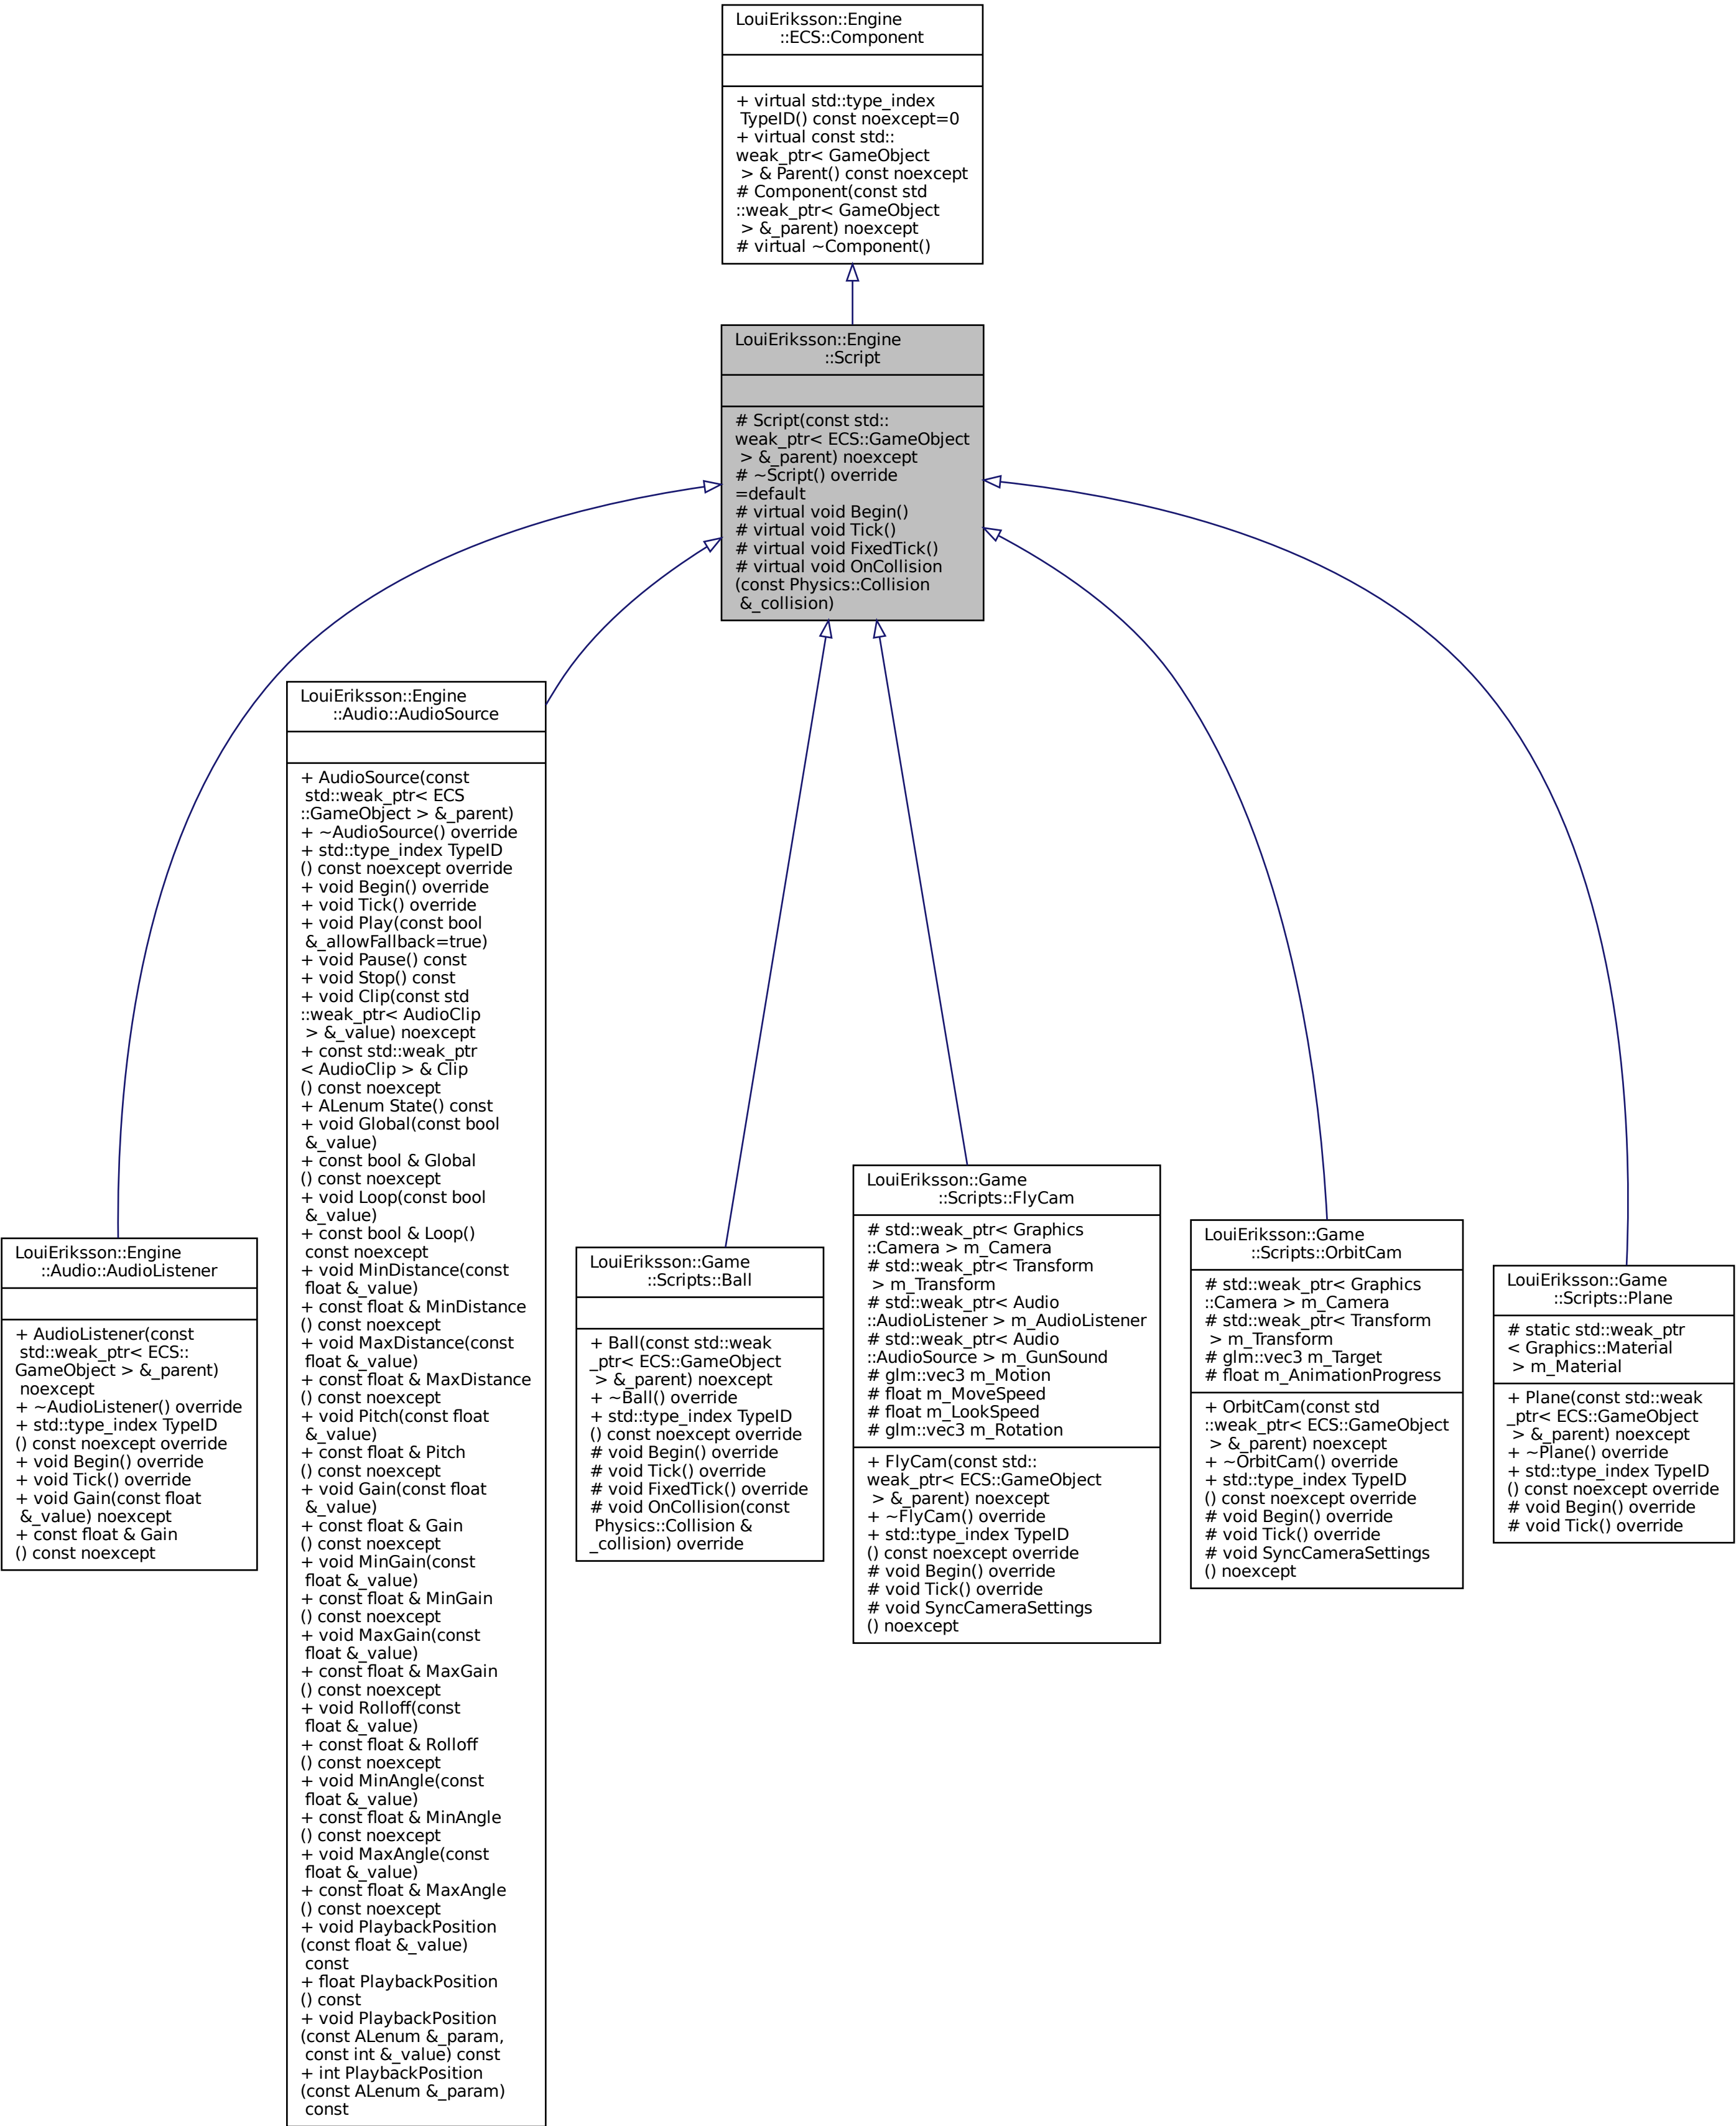 LouiEriksson::Engine
::ECS::Component
+ virtual std::type_index
TypeID() const noexcept=0
+ virtual const std::
weak_ptr< GameObject
> & Parent() const noexcept
# Component(const std
::weak_ptr< GameObject
> &_parent) noexcept
# virtual ~Component()
LouiEriksson::Engine
::Script
# Script(const std::
weak_ptr< ECS::GameObject
> &_parent) noexcept
# ~Script() override
=default
# virtual void Begin()
# virtual void Tick()
# virtual void FixedTick()
# virtual void OnCollision
(const Physics::Collision
&_collision)
LouiEriksson::Engine
::Audio::AudioListener
+ AudioListener(const
std::weak_ptr< ECS::
GameObject > &_parent)
noexcept
+ ~AudioListener() override
+ std::type_index TypeID
() const noexcept override
+ void Begin() override
+ void Tick() override
+ void Gain(const float
&_value) noexcept
+ const float & Gain
() const noexcept
LouiEriksson::Engine
::Audio::AudioSource
+ AudioSource(const
std::weak_ptr< ECS
::GameObject > &_parent)
+ ~AudioSource() override
+ std::type_index TypeID
() const noexcept override
+ void Begin() override
+ void Tick() override
+ void Play(const bool
&_allowFallback=true)
+ void Pause() const
+ void Stop() const
+ void Clip(const std
::weak_ptr< AudioClip
> &_value) noexcept
+ const std::weak_ptr
< AudioClip > & Clip
() const noexcept
+ ALenum State() const
+ void Global(const bool
&_value)
+ const bool & Global
() const noexcept
+ void Loop(const bool
&_value)
+ const bool & Loop()
const noexcept
+ void MinDistance(const
float &_value)
+ const float & MinDistance
() const noexcept
+ void MaxDistance(const
float &_value)
+ const float & MaxDistance
() const noexcept
+ void Pitch(const float
&_value)
+ const float & Pitch
() const noexcept
+ void Gain(const float
&_value)
+ const float & Gain
() const noexcept
+ void MinGain(const
float &_value)
+ const float & MinGain
() const noexcept
+ void MaxGain(const
float &_value)
+ const float & MaxGain
() const noexcept
+ void Rolloff(const
float &_value)
+ const float & Rolloff
() const noexcept
+ void MinAngle(const
float &_value)
+ const float & MinAngle
() const noexcept
+ void MaxAngle(const
float &_value)
+ const float & MaxAngle
() const noexcept
+ void PlaybackPosition
(const float &_value)
const
+ float PlaybackPosition
() const
+ void PlaybackPosition
(const ALenum &_param,
const int &_value) const
+ int PlaybackPosition
(const ALenum &_param)
const
LouiEriksson::Game
::Scripts::Ball
+ Ball(const std::weak
_ptr< ECS::GameObject
> &_parent) noexcept
+ ~Ball() override
+ std::type_index TypeID
() const noexcept override
# void Begin() override
# void Tick() override
# void FixedTick() override
# void OnCollision(const
Physics::Collision &
_collision) override
LouiEriksson::Game
::Scripts::FlyCam
# std::weak_ptr< Graphics
::Camera > m_Camera
# std::weak_ptr< Transform
> m_Transform
# std::weak_ptr< Audio
::AudioListener > m_AudioListener
# std::weak_ptr< Audio
::AudioSource > m_GunSound
# glm::vec3 m_Motion
# float m_MoveSpeed
# float m_LookSpeed
# glm::vec3 m_Rotation
+ FlyCam(const std::
weak_ptr< ECS::GameObject
> &_parent) noexcept
+ ~FlyCam() override
+ std::type_index TypeID
() const noexcept override
# void Begin() override
# void Tick() override
# void SyncCameraSettings
() noexcept
LouiEriksson::Game
::Scripts::OrbitCam
# std::weak_ptr< Graphics
::Camera > m_Camera
# std::weak_ptr< Transform
> m_Transform
# glm::vec3 m_Target
# float m_AnimationProgress
+ OrbitCam(const std
::weak_ptr< ECS::GameObject
> &_parent) noexcept
+ ~OrbitCam() override
+ std::type_index TypeID
() const noexcept override
# void Begin() override
# void Tick() override
# void SyncCameraSettings
() noexcept
LouiEriksson::Game
::Scripts::Plane
# static std::weak_ptr
< Graphics::Material
> m_Material
+ Plane(const std::weak
_ptr< ECS::GameObject
> &_parent) noexcept
+ ~Plane() override
+ std::type_index TypeID
() const noexcept override
# void Begin() override
# void Tick() override